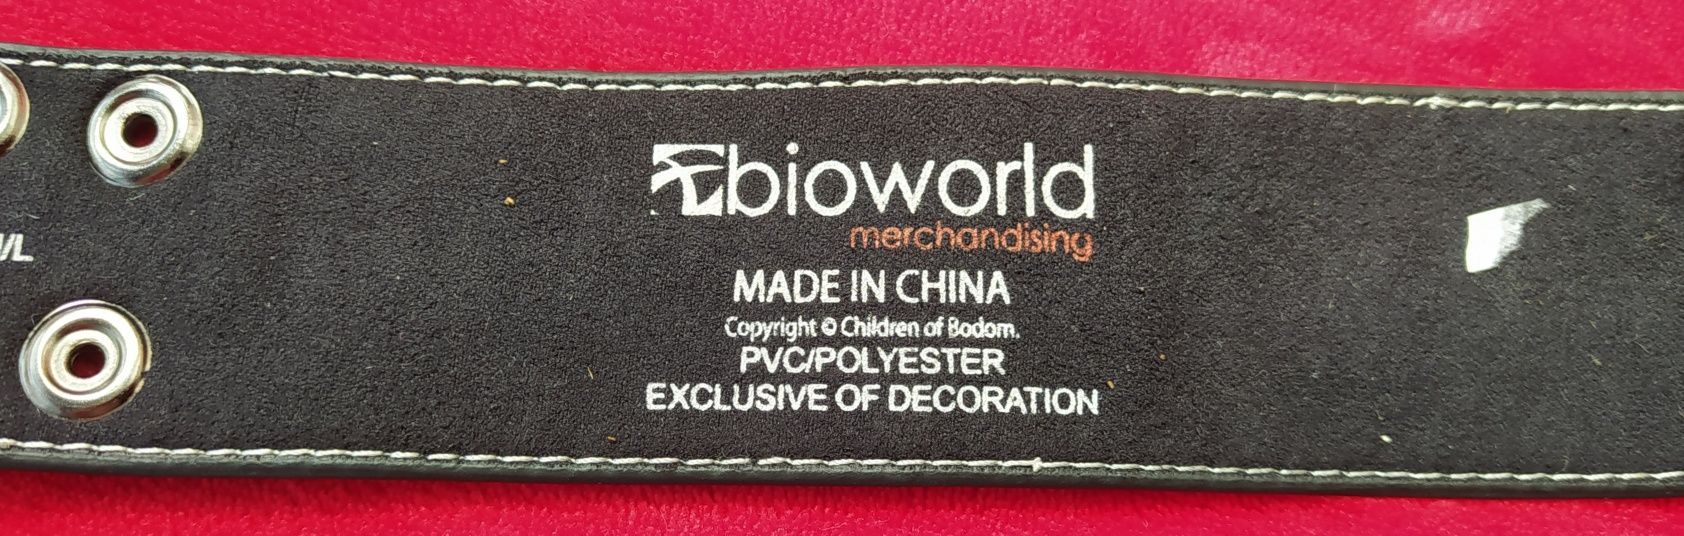 bioworld
merchandising
MADE IN CHINA
Copyright © Children of Bodom.
PVC/POLYESTER
EXCLUSIVE OF DECORATION
/L